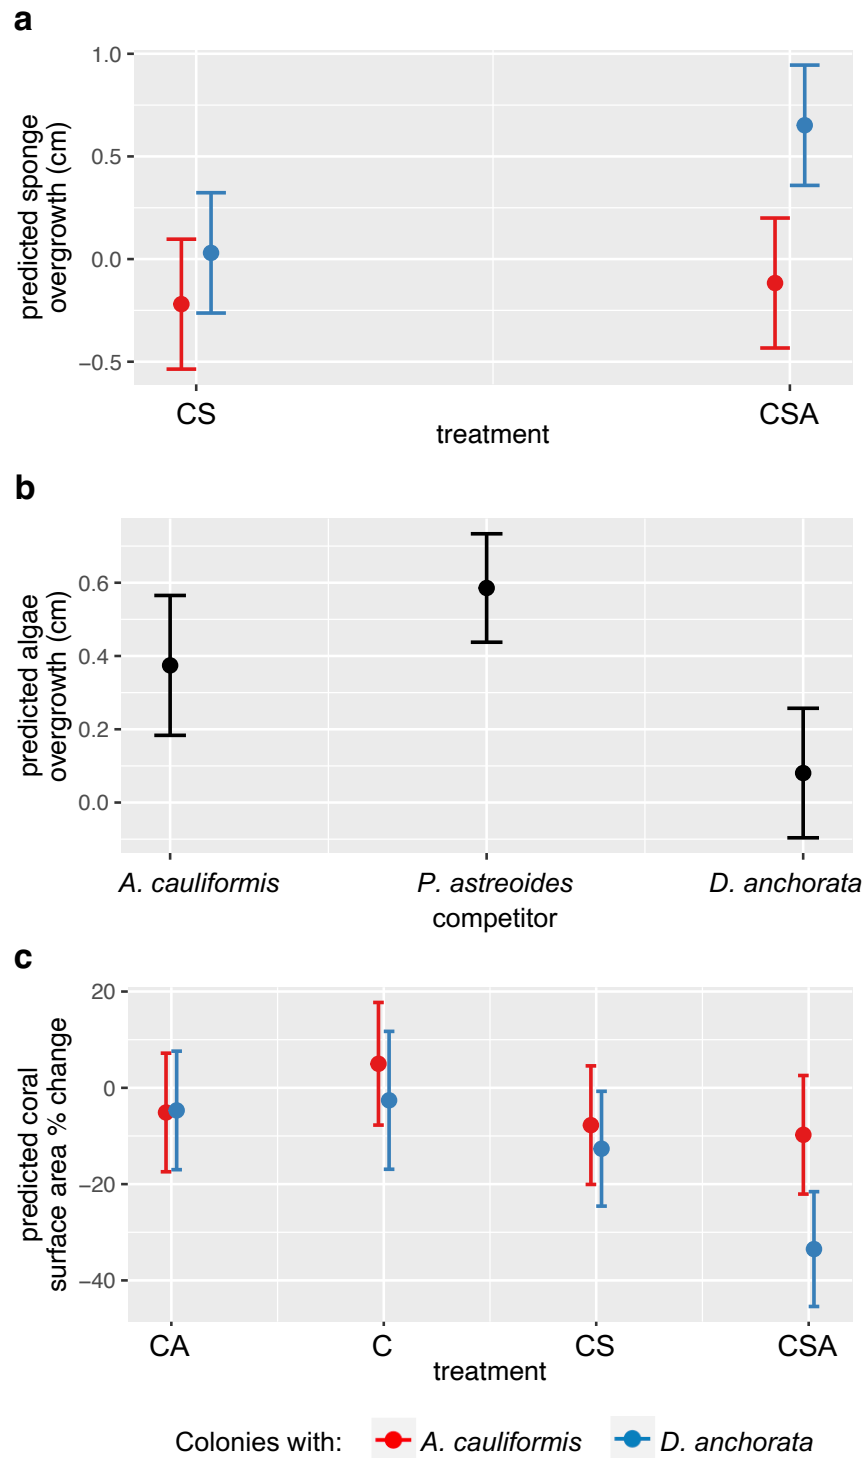 a
predicted sponge
overgrowth (cm)
1.0
0.5
0.0
−0.5
CS
CSA
treatment
b
predicted algae
overgrowth (cm)
0.6
0.4
0.2
0.0
A. cauliformis
P. astreoides
D. anchorata
competitor
c
predicted coral
surface area % change
20
0
−20
−40
CA
C
CS
CSA
treatment
Colonies with: A. cauliformis D. anchorata